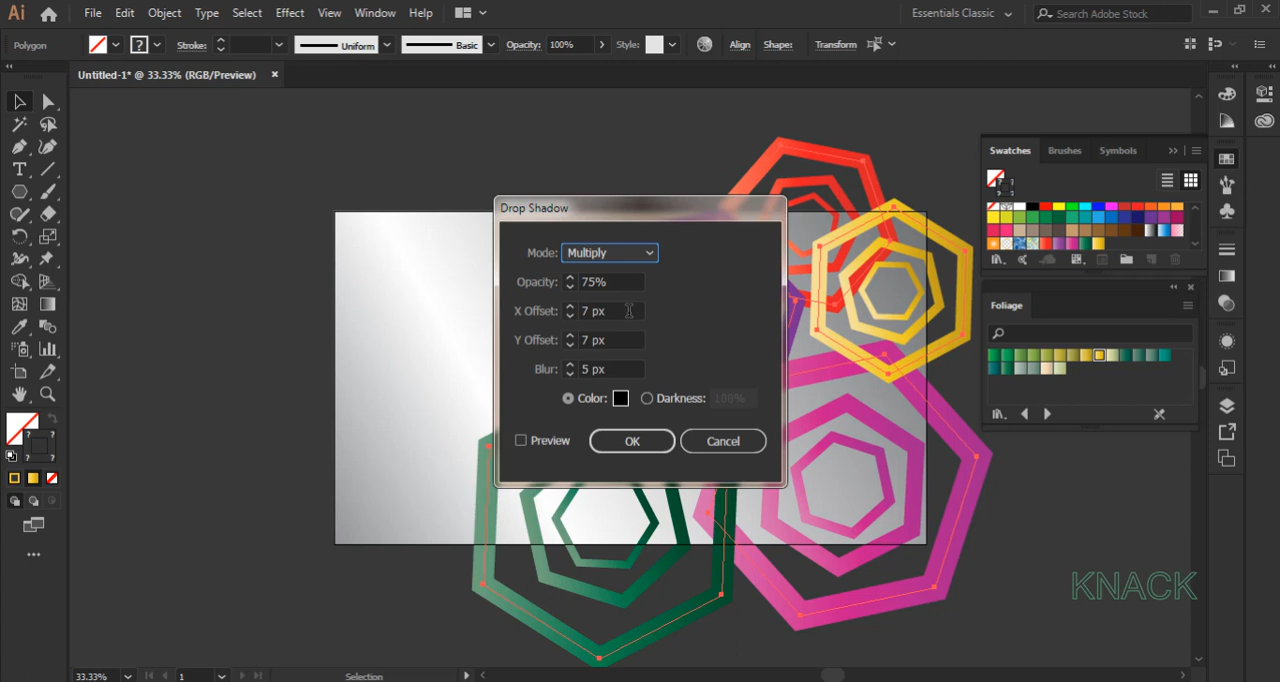 Ai File Edit Object Type Select Effect View Window Help Essentials Classic Search Adobe Stock
Polygon ? Stroke: Uniform Basic Opacity: 100% Style: Align Shape: Transform
Untitled-1* @ 33.33% (RGB/Preview) ×
Swatches Brushes Symbols
Drop Shadow
Mode: Multiply
Opacity: 75%
X Offset: 7 px
Y Offset: 7 px
Blur: 5 px
Color: Darkness: 100%
Preview OK Cancel
Foliage
? ?
? ?
KNACK
33.33% 1 Selection